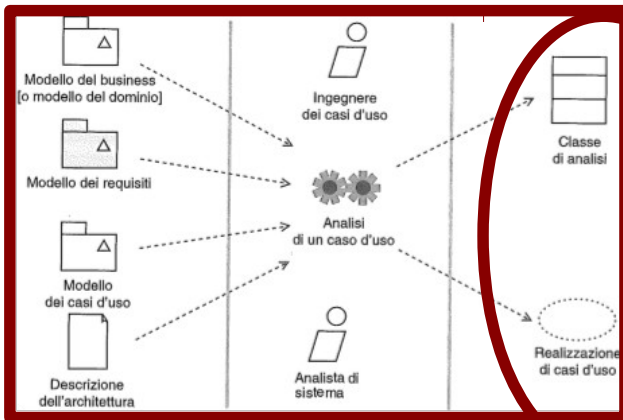 Modello del business
[o modello del dominio]
Modello dei requisiti
Modello
dei casi d'uso
Descrizione
dell'architettura
Ingegnere
dei casi d'uso
Analisi
di un caso d'uso
Analista di
sistema
Classe
di analisi
Realizzazione
di casi d'uso